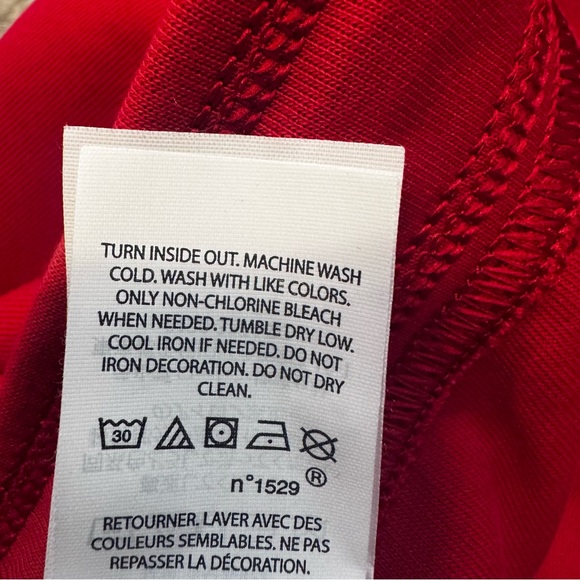 TURN INSIDE OUT. MACHINE WASH
COLD. WASH WITH LIKE COLORS.
ONLY NON-CHLORINE BLEACH
WHEN NEEDED. TUMBLE DRY LOW.
COOL IRON IF NEEDED. DO NOT
IRON DECORATION. DO NOT DRY
CLEAN.
30
®
n°1529
RETOURNER. LAVER AVEC DES
COULEURS SEMBLABLES. NE PAS
REPASSER LA DÉCORATION.